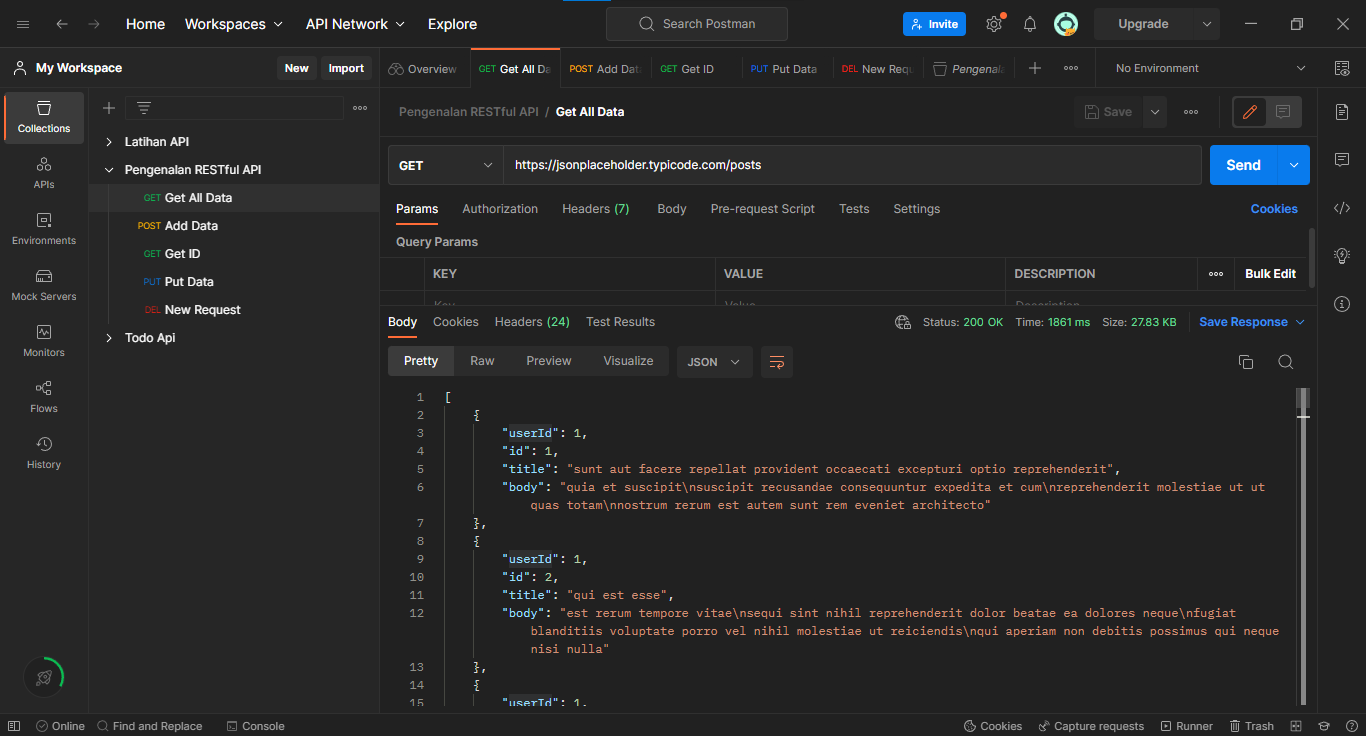 Home Workspaces API Network Explore Search Postman Invite Upgrade
My Workspace New Import Overview GET Get All Da POST Add Dat GET Get ID PUT Put Data DEL New Requ Pengenala No Environment
Collections
APIs
Environments
Mock Servers
Monitors
Flows
History
Latihan API
Pengenalan RESTful API
GET Get All Data
POST Add Data
GET Get ID
PUT Put Data
DEL New Request
Todo Api
Pengenalan RESTful API / Get All Data Save
GET https://jsonplaceholder.typicode.com/posts Send
Params Authorization Headers (7) Body Pre-request Script Tests Settings Cookies
Query Params
KEY VALUE DESCRIPTION Bulk Edit
Key Value Description
Body Cookies Headers (24) Test Results Status: 200 OK Time: 1861 ms Size: 27.83 KB Save Response
Pretty Raw Preview Visualize JSON
1 [
2 {
3 "userId": 1,
4 "id": 1,
5 "title": "sunt aut facere repellat provident occaecati excepturi optio reprehenderit",
6 "body": "quia et suscipit\nsuscipit recusandae consequuntur expedita et cum\nreprehenderit molestiae ut ut
quas totam\nnostrum rerum est autem sunt rem eveniet architecto"
7 },
8 {
9 "userId": 1,
10 "id": 2,
11 "title": "qui est esse",
12 "body": "est rerum tempore vitae\nsequi sint nihil reprehenderit dolor beatae ea dolores neque\nfugiat
blanditiis voluptate porro vel nihil molestiae ut reiciendis\nqui aperiam non debitis possimus qui neque
nisi nulla"
13 },
14 {
15 "userId": 1,
Online Find and Replace Console Cookies Capture requests Runner Trash